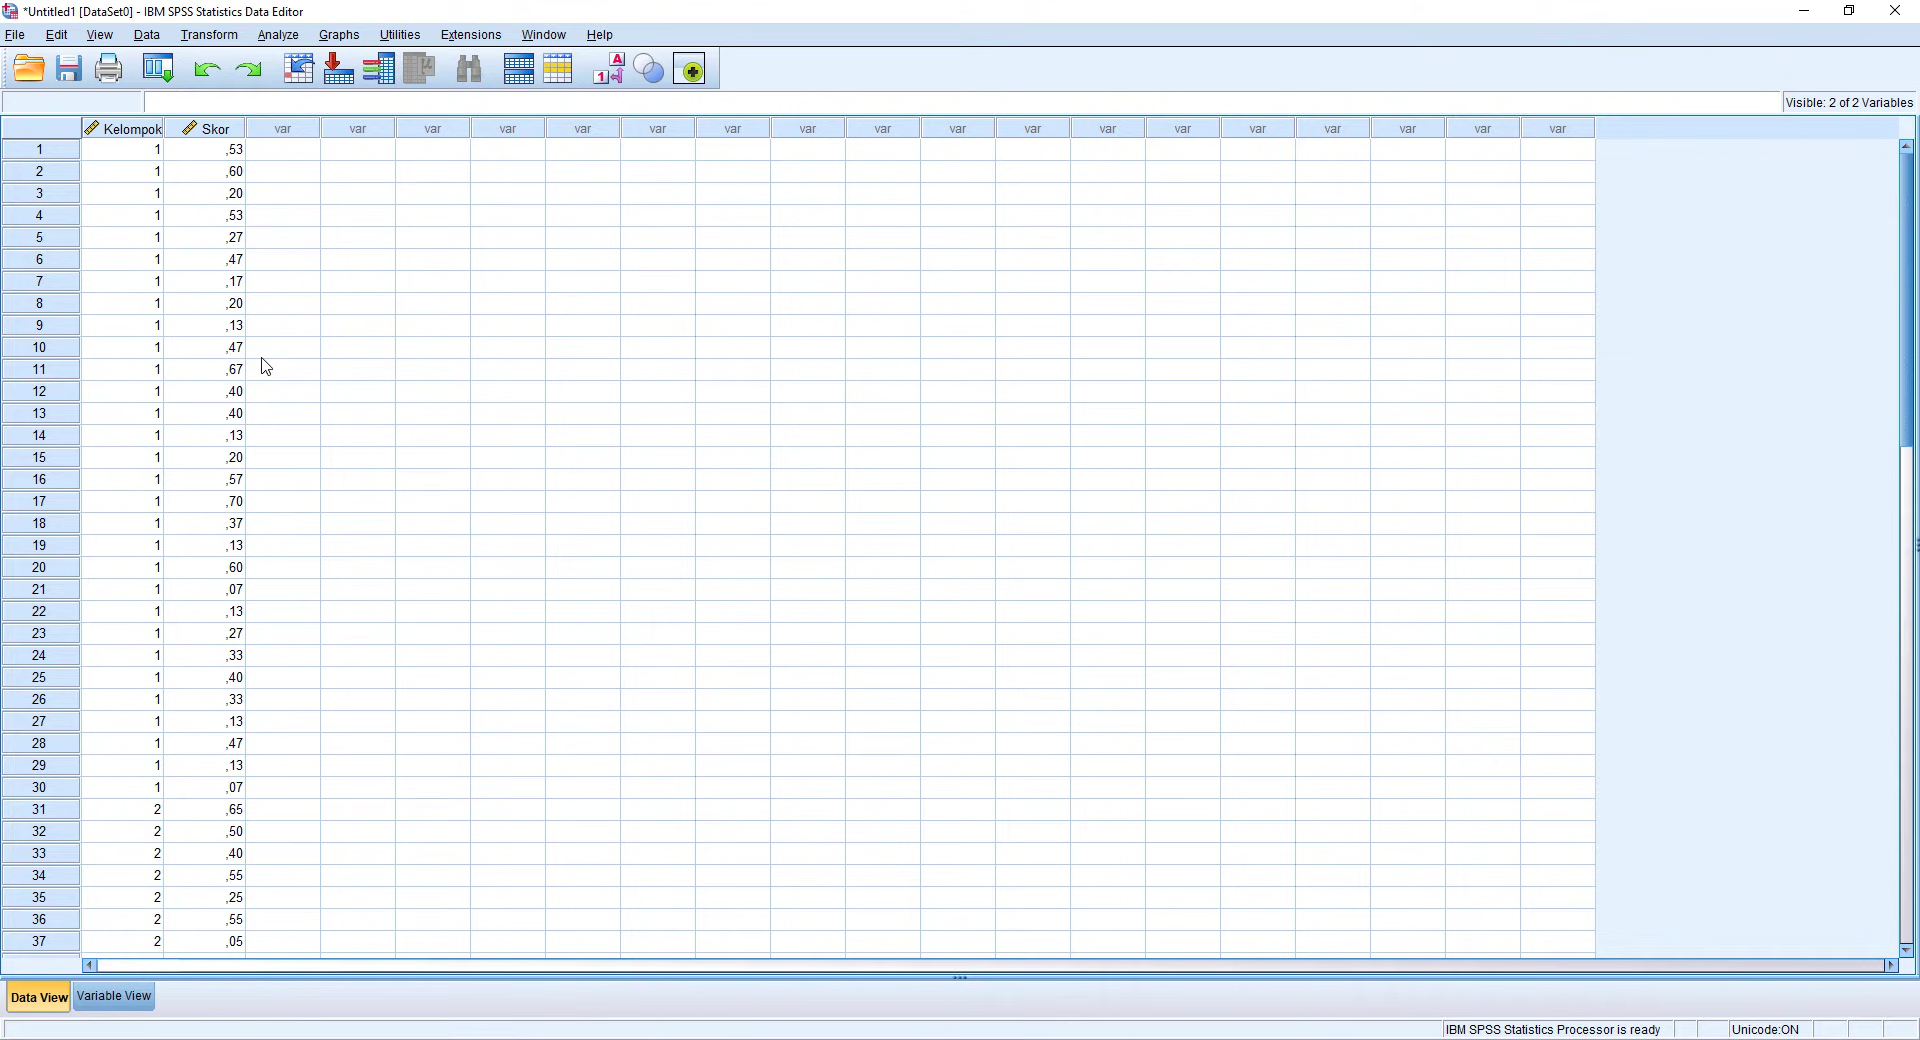 *Untitled1 [DataSet0] - IBM SPSS Statistics Data Editor
File Edit View Data Transform Analyze Graphs Utilities Extensions Window Help
Visible: 2 of 2 Variables
Kelompok Skor var var var var var var var var var var var var var var var var var var
1 1 ,53
2 1 ,60
3 1 ,20
4 1 ,53
5 1 ,27
6 1 ,47
7 1 ,17
8 1 ,20
9 1 ,13
10 1 ,47
11 1 ,67
12 1 ,40
13 1 ,40
14 1 ,13
15 1 ,20
16 1 ,57
17 1 ,70
18 1 ,37
19 1 ,13
20 1 ,60
21 1 ,07
22 1 ,13
23 1 ,27
24 1 ,33
25 1 ,40
26 1 ,33
27 1 ,13
28 1 ,47
29 1 ,13
30 1 ,07
31 2 ,65
32 2 ,50
33 2 ,40
34 2 ,55
35 2 ,25
36 2 ,55
37 2 ,05
Data View Variable View
IBM SPSS Statistics Processor is ready Unicode:ON